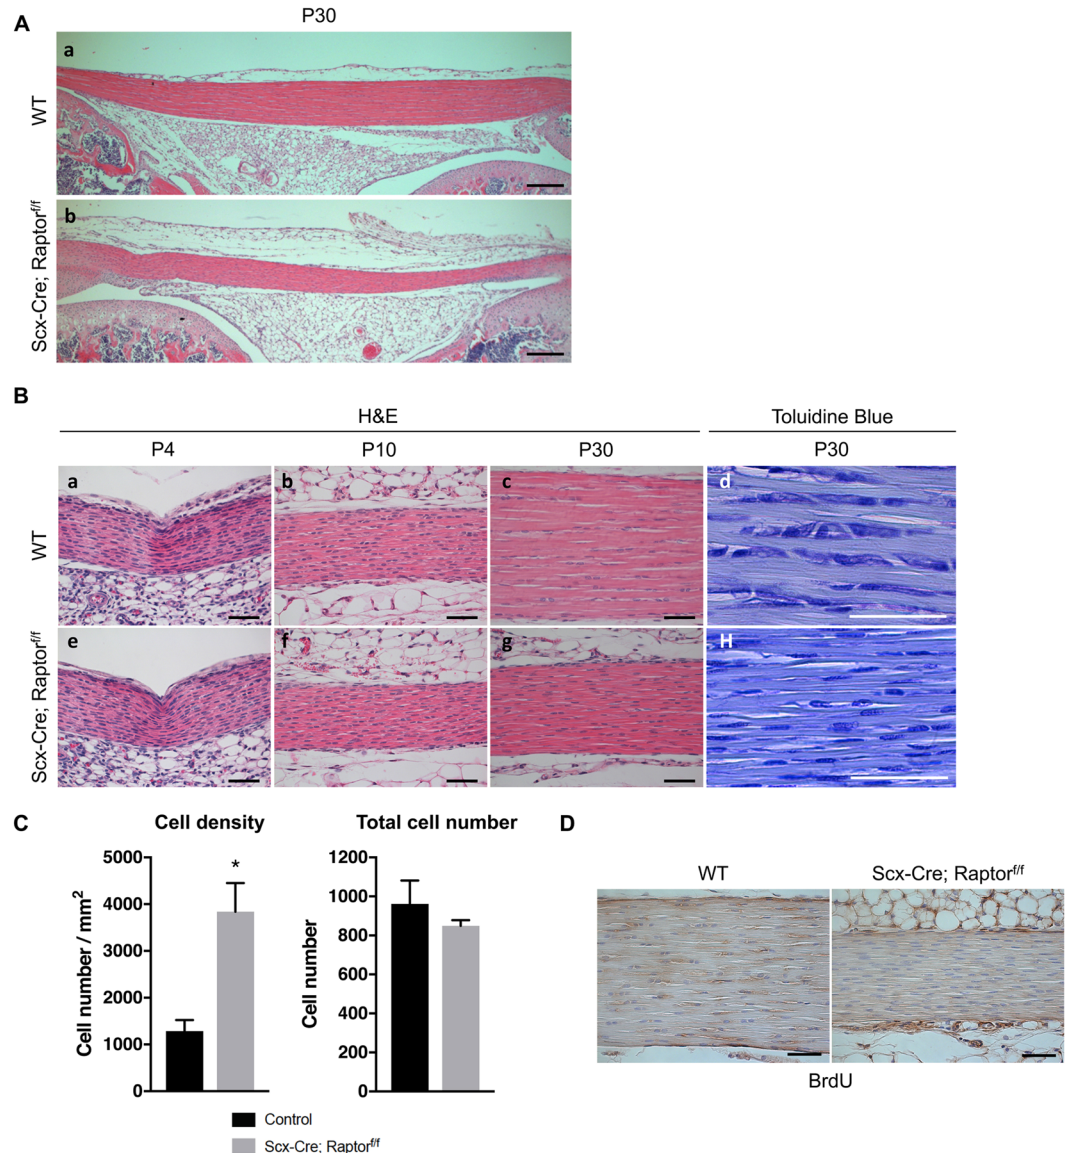 A
P30
a
WT
b
Scx-Cre; Raptorf/f
B
H&E
Toluidine Blue
P4
P10
P30
P30
a
b
c
d
WT
e
f
g
H
Scx-Cre; Raptorf/f
C
Cell density
Total cell number
Cell number / mm2
5000
4000
3000
2000
1000
0
*
Cell number
1200
1000
800
600
400
200
0
Control
Scx-Cre; Raptorf/f
D
WT
Scx-Cre; Raptorf/f
BrdU